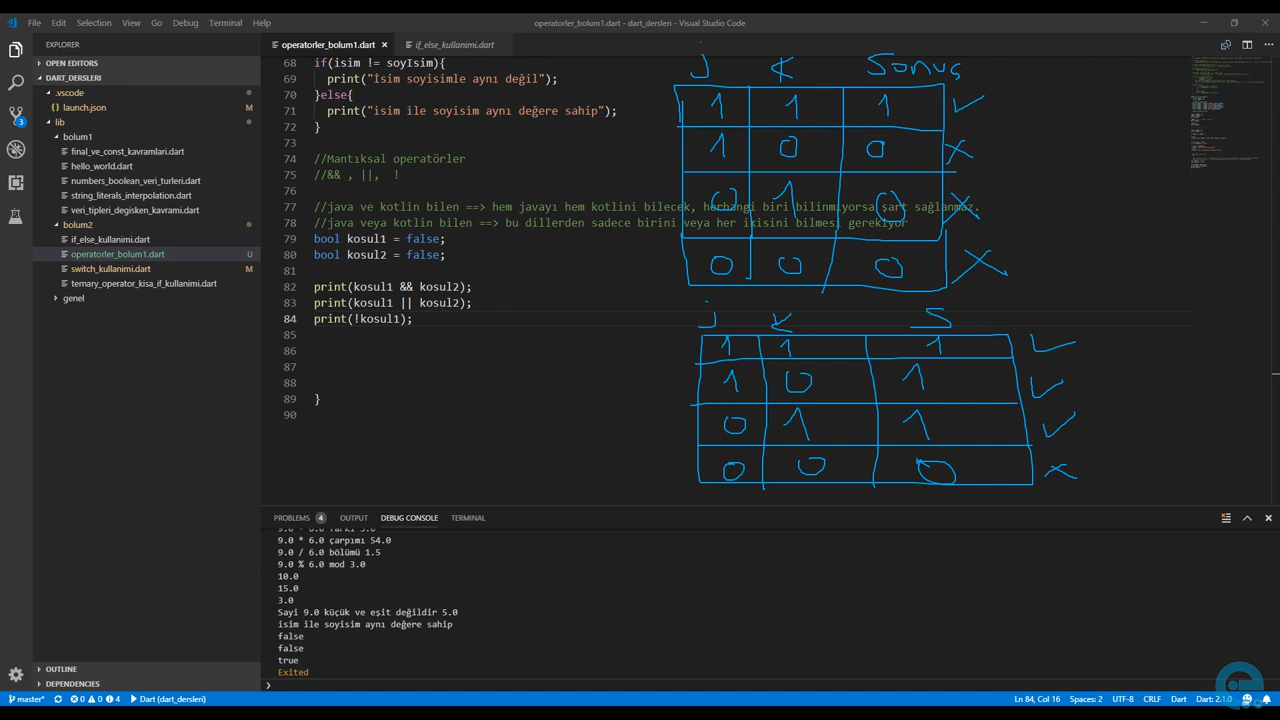 File Edit Selection View Go Debug Terminal Help
operatorler_bolum1.dart - dart_dersleri - Visual Studio Code
EXPLORER
OPEN EDITORS
DART_DERSLERI
.vscode
launch.json M
lib
bolum1
final_ve_const_kavramlari.dart
hello_world.dart
numbers_boolean_veri_turleri.dart
string_literals_interpolation.dart
veri_tipleri_degisken_kavrami.dart
bolum2
if_else_kullanimi.dart
operatorler_bolum1.dart U
switch_kullanimi.dart M
ternary_operator_kisa_if_kullanimi.dart
genel
OUTLINE
DEPENDENCIES
3
operatorler_bolum1.dart if_else_kullanimi.dart
68 if(isim != soyIsim){
69 print("İsim soyisimle aynı değil");
70 }else{
71 print("isim ile soyisim aynı değere sahip");
72 }
73
74 //Mantıksal operatörler
75 //&& , ||, !
76
77 //java ve kotlin bilen ==> hem javayı hem kotlini bilecek, herhangi biri bilinmiyorsa şart sağlanmaz.
78 //java veya kotlin bilen ==> bu dillerden sadece birini veya her ikisini bilmesi gerekiyor
79 bool kosul1 = false;
80 bool kosul2 = false;
81
82 print(kosul1 && kosul2);
83 print(kosul1 || kosul2);
84 print(!kosul1);
85
86
87
88
89 }
90
J K Sonuç
1 1 1
1 0 0
0 1 0
0 0 0
j K S
1 1 1
1 0 1
0 1 1
0 0 0
PROBLEMS 4 OUTPUT DEBUG CONSOLE TERMINAL
9.0 * 6.0 çarpımı 54.0
9.0 / 6.0 bölümü 1.5
9.0 % 6.0 mod 3.0
10.0
15.0
3.0
Sayi 9.0 küçük ve eşit değildir 5.0
isim ile soyisim aynı değere sahip
false
false
true
Exited
master* 0 0 4 Dart (dart_dersleri) Ln 84, Col 16 Spaces: 2 UTF-8 CRLF Dart Dart: 2.1.0